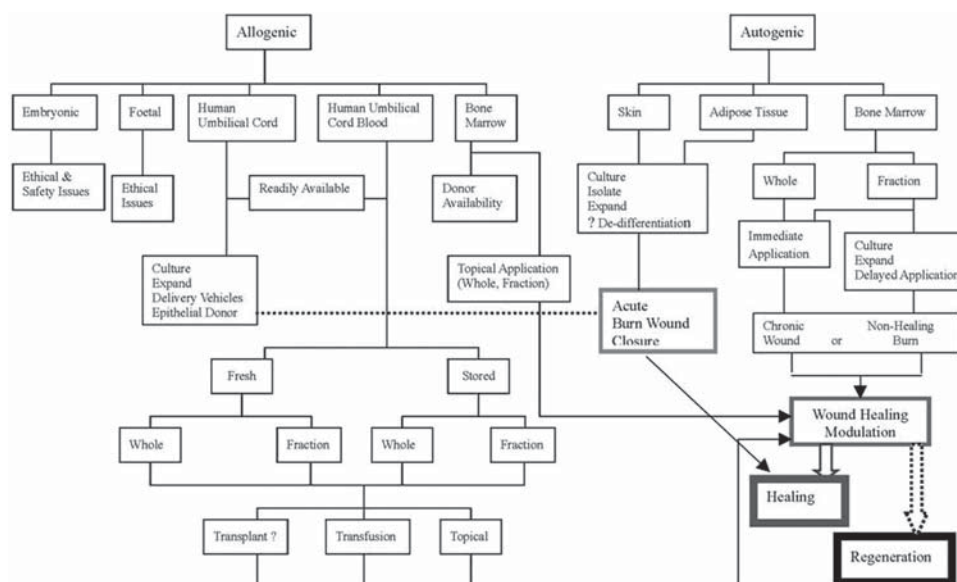 Allogenic
Autogenic
Embryonic
Foetal
Human
Umbilical Cord
Human Umbilical
Cord Blood
Bone
Marrow
Skin
Adipose Tissue
Bone Marrow
Ethical &
Safety Issues
Ethical
Issues
Readily Available
Donor
Availability
Culture
Isolate
Expand
? De-differentiation
Whole
Fraction
Immediate
Application
Culture
Expand
Delayed Application
Culture
Expand
Delivery Vehicles
Epithelial Donor
Topical Application
(Whole, Fraction)
Acute
Burn Wound
Closure
Chronic Non-Healing
Wound or Burn
Fresh
Stored
Wound Healing
Modulation
Whole
Fraction
Whole
Fraction
Healing
Transplant ?
Transfusion
Topical
Regeneration